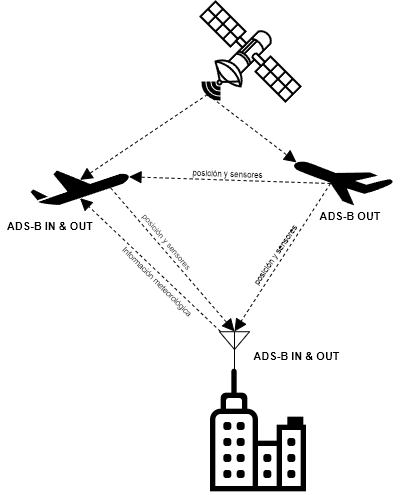 posición y sensores
ADS-B IN & OUT
ADS-B OUT
posición y sensores
Información meteorológica
posición y sensores
ADS-B IN & OUT